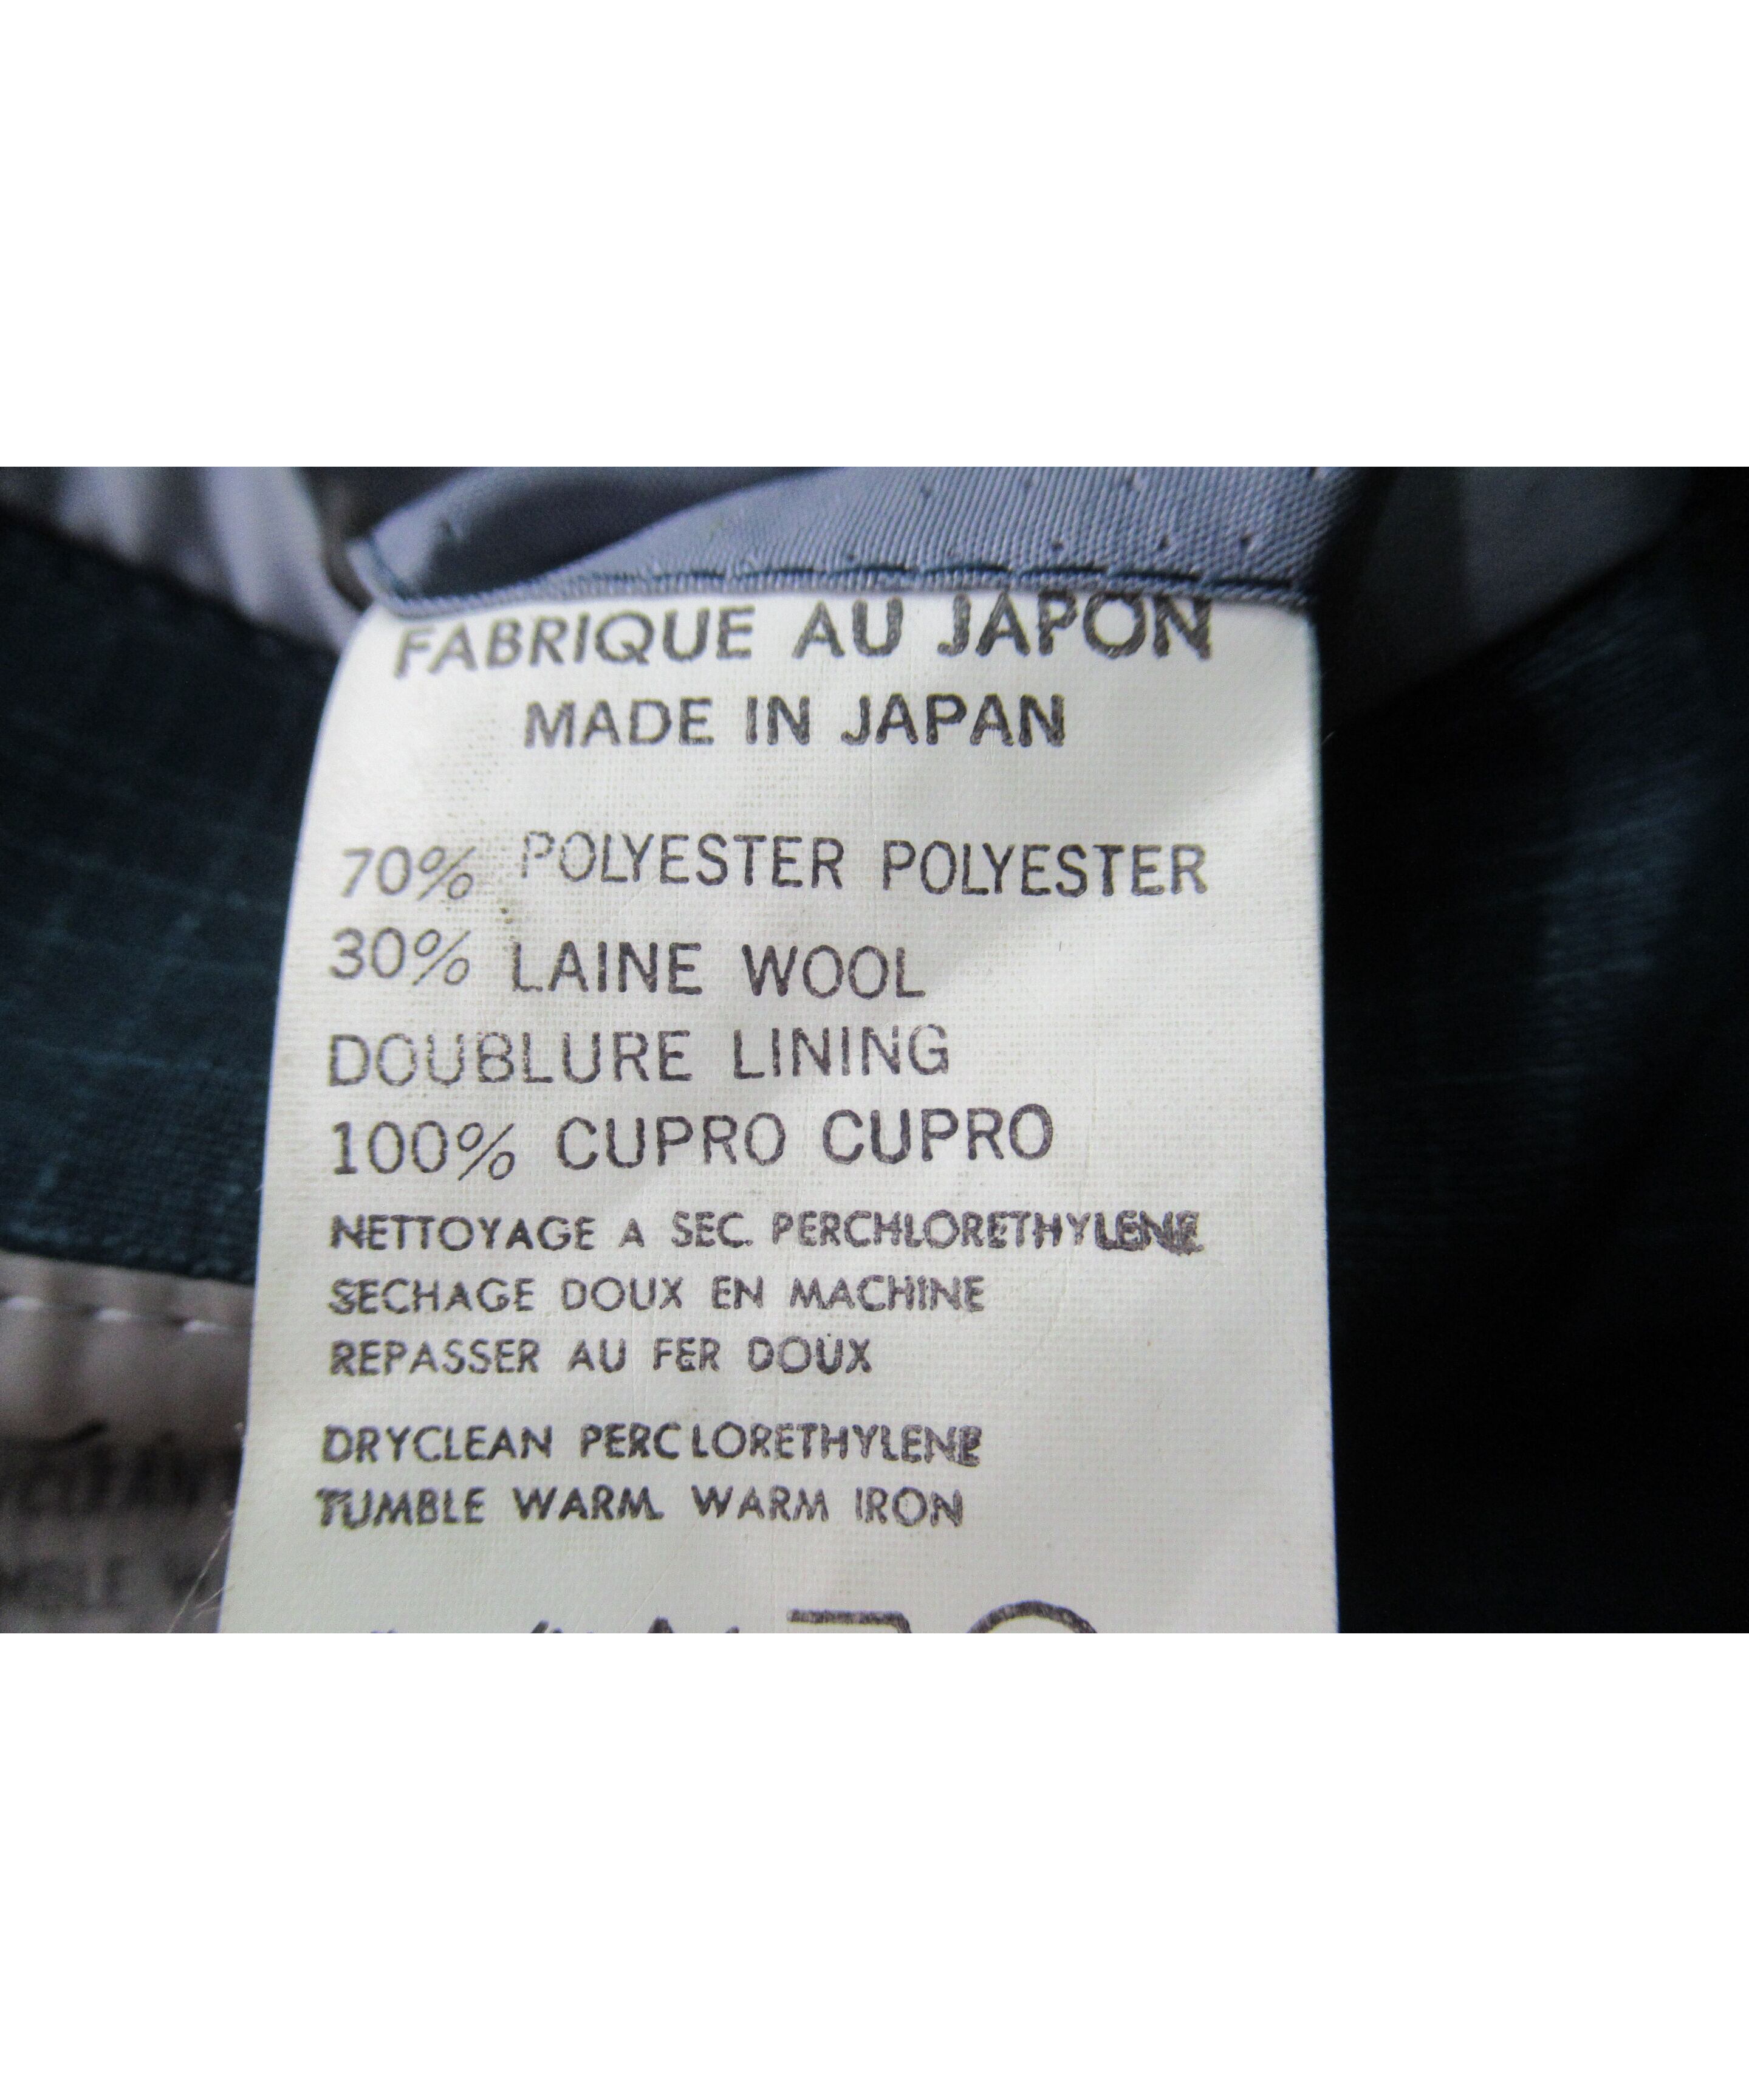 FABRIQUE AU JAPON
MADE IN JAPAN
70% POLYESTER POLYESTER
30% LAINE WOOL
DOUBLURE LINING
100% CUPRO CUPRO
NETTOYAGE A SEC. PERCHLORETHYLENE
SECHAGE DOUX EN MACHINE
REPASSER AU FER DOUX
DRYCLEAN PERCLORETHYLENE
TUMBLE WARM. WARM IRON